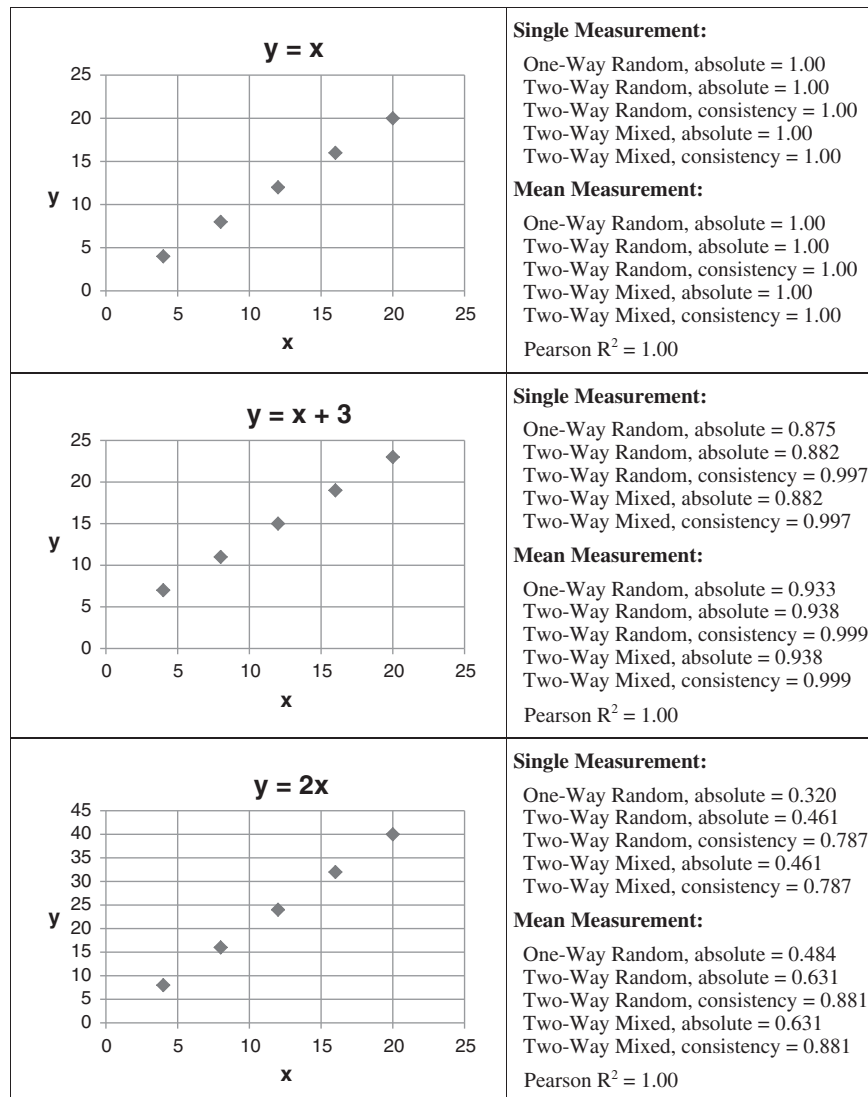 y = x
25
20
15
y
10
5
0
0 5 10 15 20 25
x
Single Measurement:
One-Way Random, absolute = 1.00
Two-Way Random, absolute = 1.00
Two-Way Random, consistency = 1.00
Two-Way Mixed, absolute = 1.00
Two-Way Mixed, consistency = 1.00
Mean Measurement:
One-Way Random, absolute = 1.00
Two-Way Random, absolute = 1.00
Two-Way Random, consistency = 1.00
Two-Way Mixed, absolute = 1.00
Two-Way Mixed, consistency = 1.00
Pearson R² = 1.00
y = x + 3
25
20
15
y
10
5
0
0 5 10 15 20 25
x
Single Measurement:
One-Way Random, absolute = 0.875
Two-Way Random, absolute = 0.882
Two-Way Random, consistency = 0.997
Two-Way Mixed, absolute = 0.882
Two-Way Mixed, consistency = 0.997
Mean Measurement:
One-Way Random, absolute = 0.933
Two-Way Random, absolute = 0.938
Two-Way Random, consistency = 0.999
Two-Way Mixed, absolute = 0.938
Two-Way Mixed, consistency = 0.999
Pearson R² = 1.00
y = 2x
45
40
35
30
25
y
20
15
10
5
0
0 5 10 15 20 25
x
Single Measurement:
One-Way Random, absolute = 0.320
Two-Way Random, absolute = 0.461
Two-Way Random, consistency = 0.787
Two-Way Mixed, absolute = 0.461
Two-Way Mixed, consistency = 0.787
Mean Measurement:
One-Way Random, absolute = 0.484
Two-Way Random, absolute = 0.631
Two-Way Random, consistency = 0.881
Two-Way Mixed, absolute = 0.631
Two-Way Mixed, consistency = 0.881
Pearson R² = 1.00